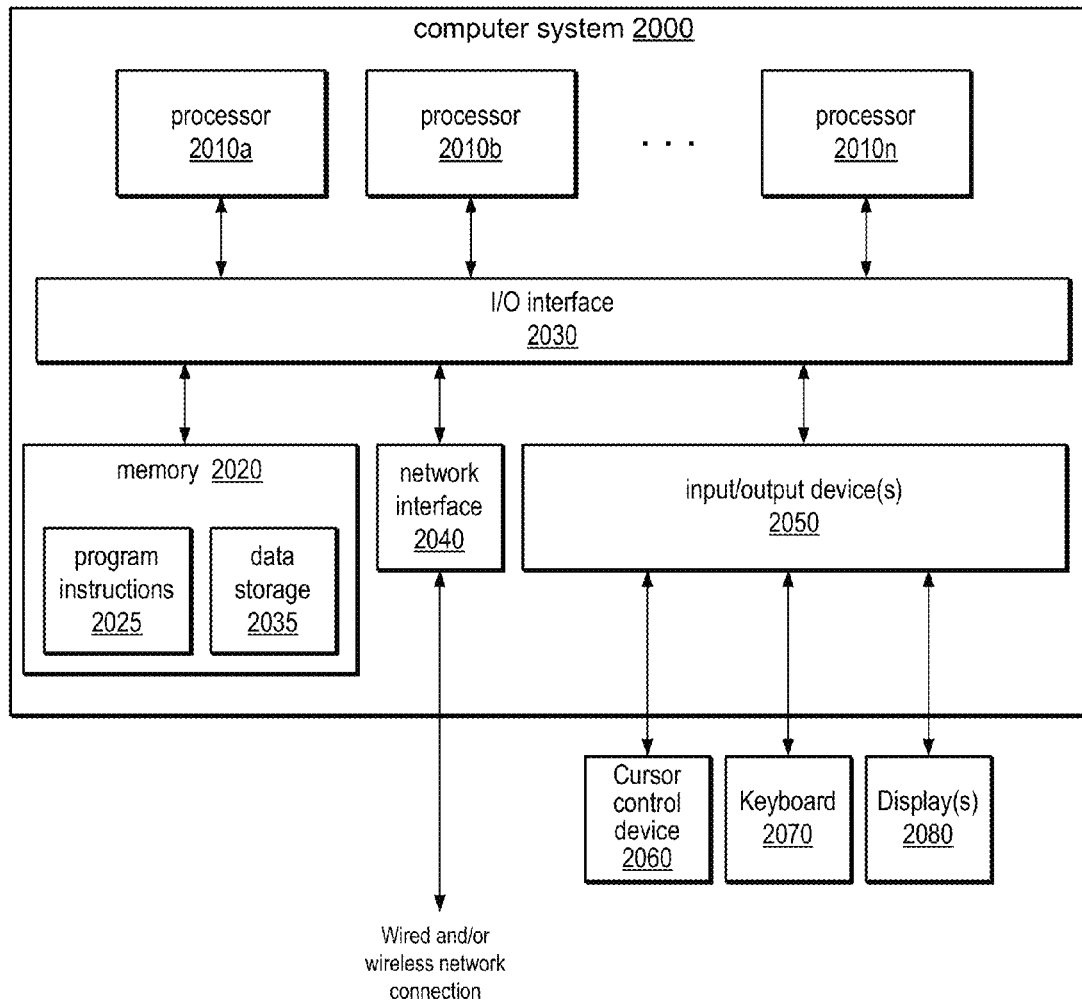 computer system 2000
processor
2010a
processor
2010b
. . .
processor
2010n
I/O interface
2030
memory 2020
program
instructions
2025
data
storage
2035
network
interface
2040
input/output device(s)
2050
Cursor
control
device
2060
Keyboard
2070
Display(s)
2080
Wired and/or
wireless network
connection